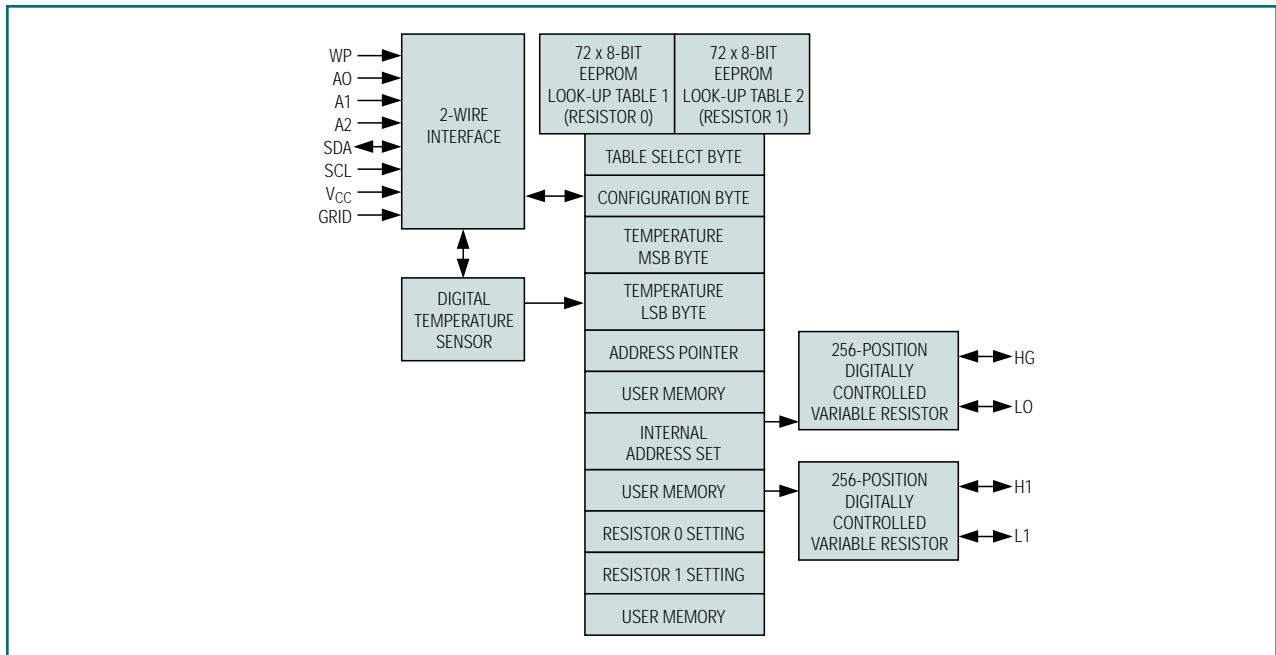 WP
AO
A1
A2
SDA
SCL
VCC
GRID
2-WIRE
INTERFACE
DIGITAL
TEMPERATURE
SENSOR
72 x 8-BIT
EEPROM
LOOK-UP TABLE 1
(RESISTOR 0)
72 x 8-BIT
EEPROM
LOOK-UP TABLE 2
(RESISTOR 1)
TABLE SELECT BYTE
CONFIGURATION BYTE
TEMPERATURE
MSB BYTE
TEMPERATURE
LSB BYTE
ADDRESS POINTER
USER MEMORY
INTERNAL
ADDRESS SET
USER MEMORY
RESISTOR 0 SETTING
RESISTOR 1 SETTING
USER MEMORY
256-POSITION
DIGITALLY
CONTROLLED
VARIABLE RESISTOR
HG
LO
256-POSITION
DIGITALLY
CONTROLLED
VARIABLE RESISTOR
H1
L1